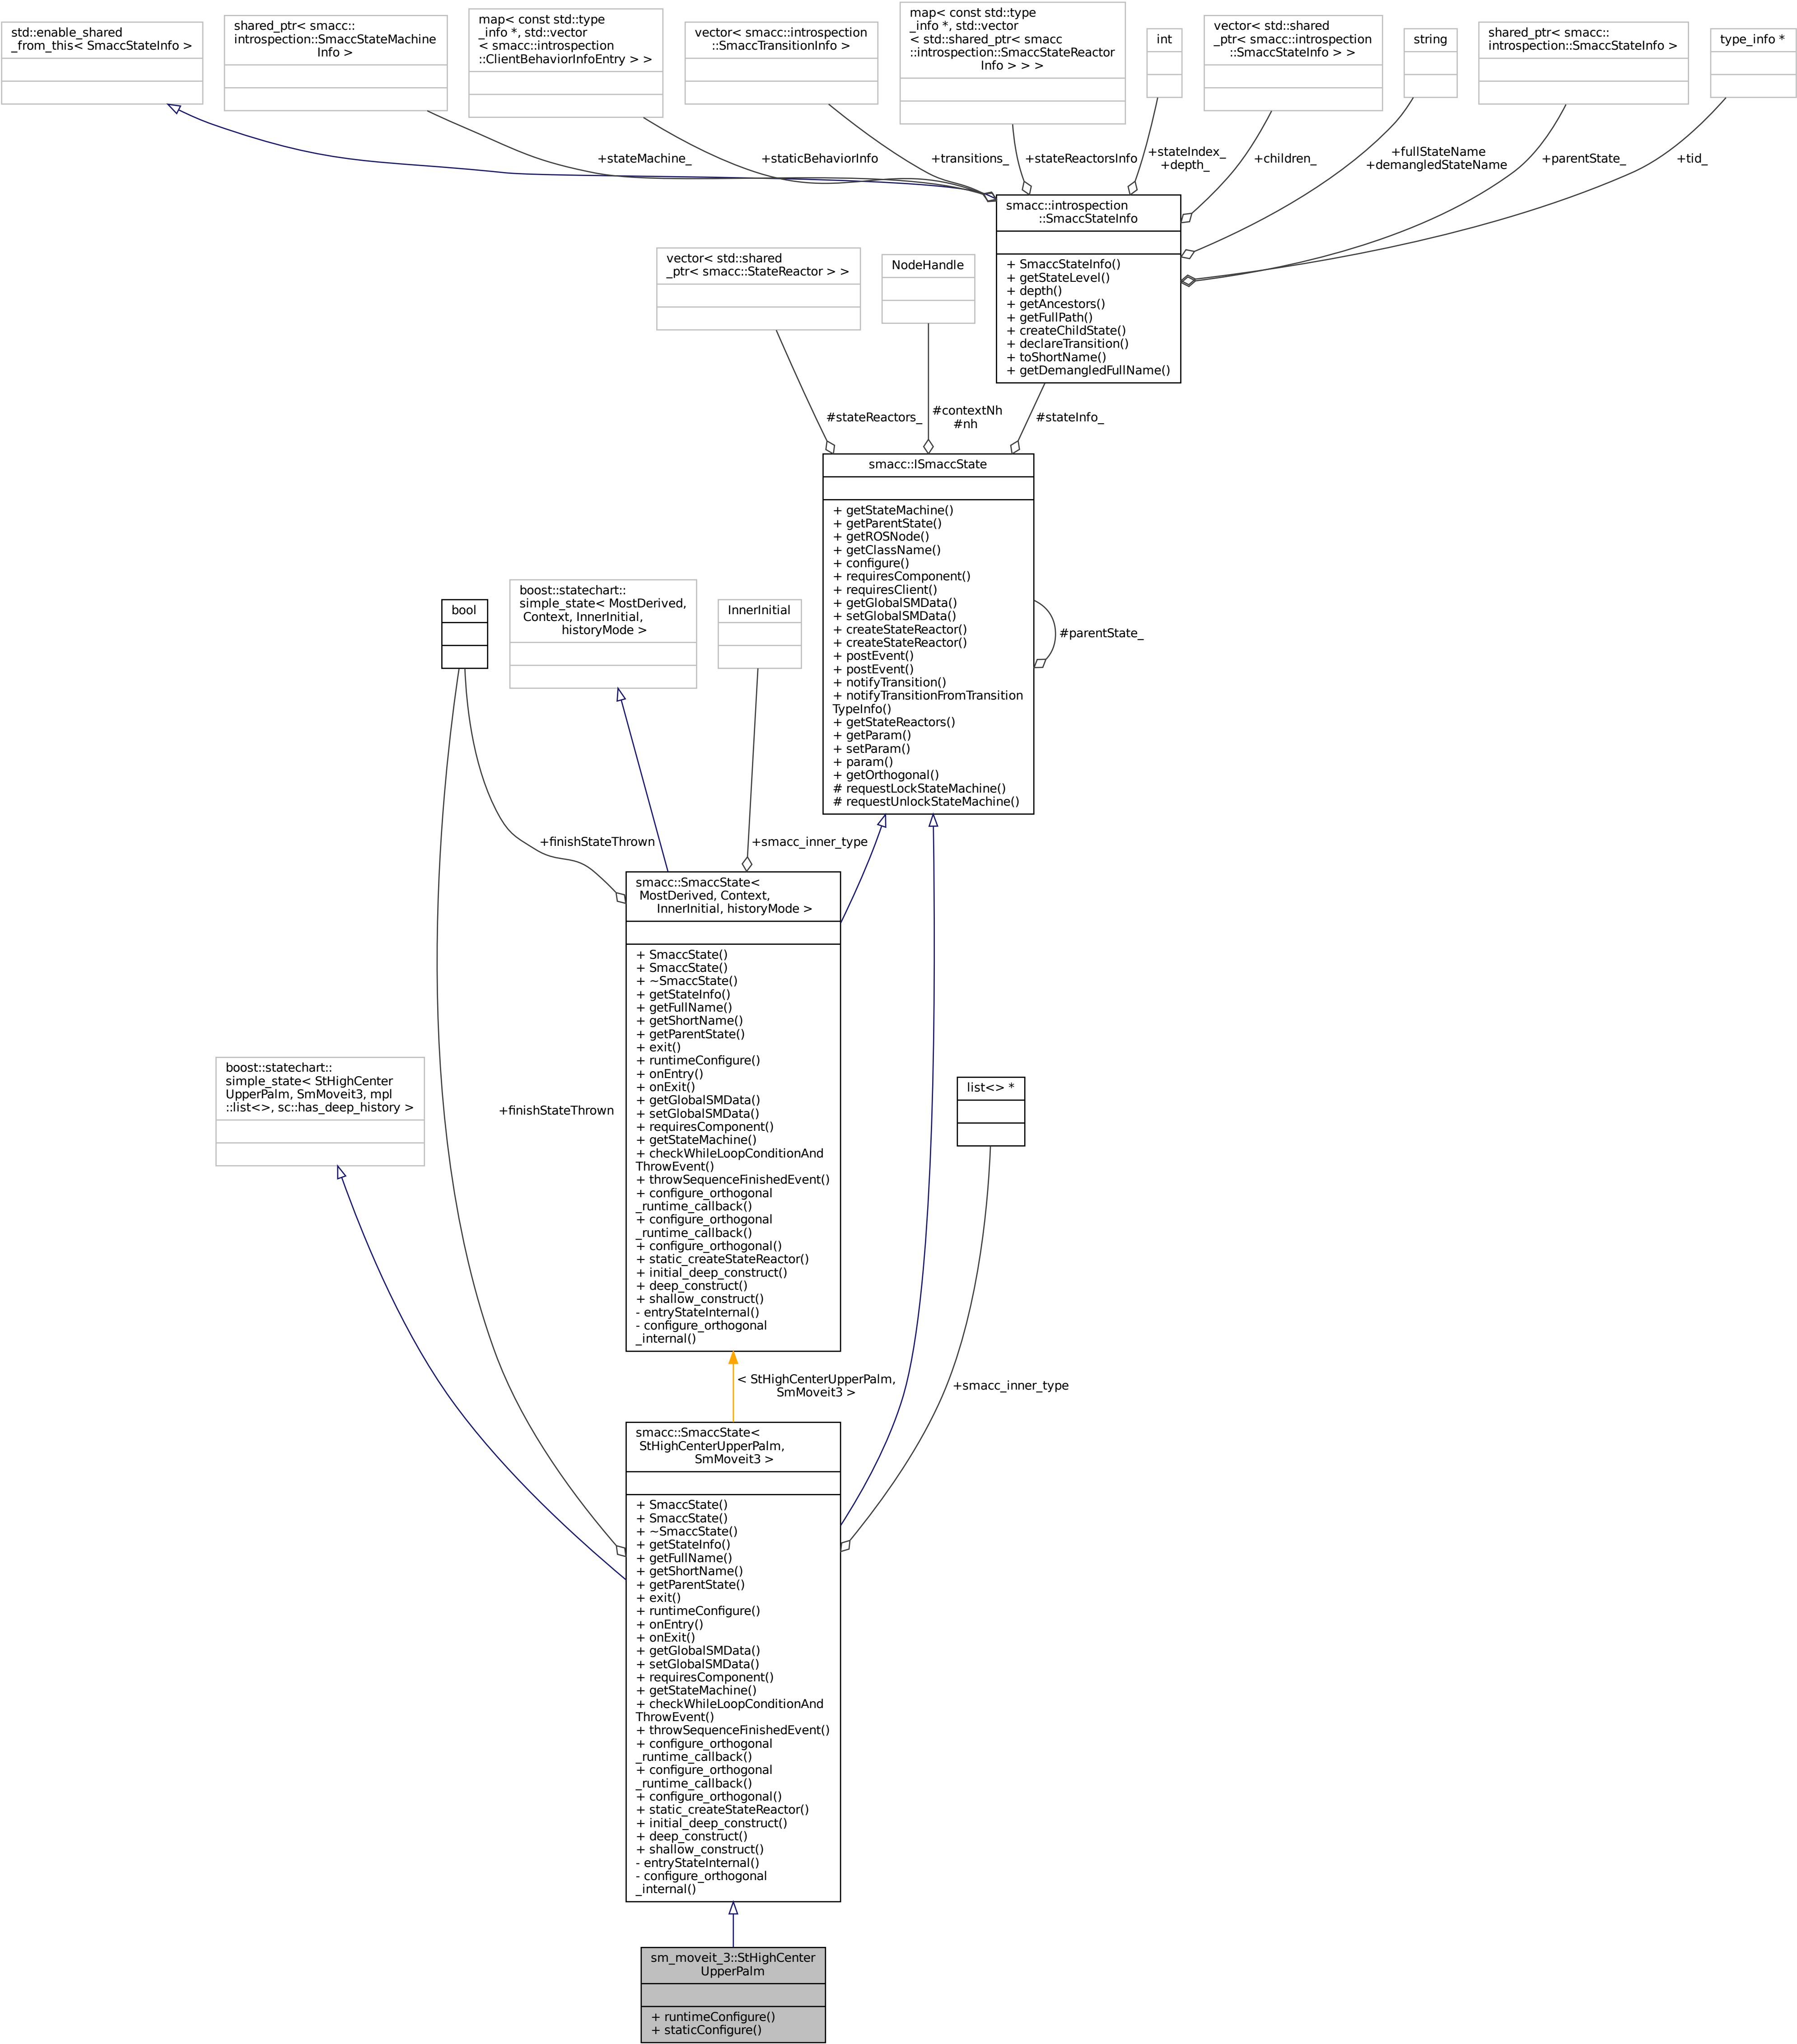 std::enable_shared
_from_this< SmaccStateInfo >
shared_ptr< smacc::
introspection::SmaccStateMachine
Info >
map< const std::type
_info *, std::vector
< smacc::introspection
::ClientBehaviorInfoEntry > >
vector< smacc::introspection
::SmaccTransitionInfo >
map< const std::type
_info *, std::vector
< std::shared_ptr< smacc
::introspection::SmaccStateReactor
Info > > >
int
vector< std::shared
_ptr< smacc::introspection
::SmaccStateInfo > >
string
shared_ptr< smacc::
introspection::SmaccStateInfo >
type_info *
+stateMachine_
+staticBehaviorInfo
+transitions_
+stateReactorsInfo
+stateIndex_
+depth_
+children_
+fullStateName
+demangledStateName
+parentState_
+tid_
smacc::introspection
::SmaccStateInfo
+ SmaccStateInfo()
+ getStateLevel()
+ depth()
+ getAncestors()
+ getFullPath()
+ createChildState()
+ declareTransition()
+ toShortName()
+ getDemangledFullName()
vector< std::shared
_ptr< smacc::StateReactor > >
NodeHandle
#stateReactors_
#contextNh
#nh
#stateInfo_
smacc::ISmaccState
+ getStateMachine()
+ getParentState()
+ getROSNode()
+ getClassName()
+ configure()
+ requiresComponent()
+ requiresClient()
+ getGlobalSMData()
+ setGlobalSMData()
+ createStateReactor()
+ createStateReactor()
+ postEvent()
+ postEvent()
+ notifyTransition()
+ notifyTransitionFromTransition
TypeInfo()
+ getStateReactors()
+ getParam()
+ setParam()
+ param()
+ getOrthogonal()
# requestLockStateMachine()
# requestUnlockStateMachine()
#parentState_
bool
boost::statechart::
simple_state< MostDerived,
Context, InnerInitial,
historyMode >
InnerInitial
+finishStateThrown
+smacc_inner_type
smacc::SmaccState<
MostDerived, Context,
InnerInitial, historyMode >
+ SmaccState()
+ SmaccState()
+ ~SmaccState()
+ getStateInfo()
+ getFullName()
+ getShortName()
+ getParentState()
+ exit()
+ runtimeConfigure()
+ onEntry()
+ onExit()
+ getGlobalSMData()
+ setGlobalSMData()
+ requiresComponent()
+ getStateMachine()
+ checkWhileLoopConditionAnd
ThrowEvent()
+ throwSequenceFinishedEvent()
+ configure_orthogonal
_runtime_callback()
+ configure_orthogonal
_runtime_callback()
+ configure_orthogonal()
+ static_createStateReactor()
+ initial_deep_construct()
+ deep_construct()
+ shallow_construct()
- entryStateInternal()
- configure_orthogonal
_internal()
boost::statechart::
simple_state< StHighCenter
UpperPalm, SmMoveit3, mpl
::list<>, sc::has_deep_history >
+finishStateThrown
list<> *
< StHighCenterUpperPalm,
SmMoveit3 >
+smacc_inner_type
smacc::SmaccState<
StHighCenterUpperPalm,
SmMoveit3 >
+ SmaccState()
+ SmaccState()
+ ~SmaccState()
+ getStateInfo()
+ getFullName()
+ getShortName()
+ getParentState()
+ exit()
+ runtimeConfigure()
+ onEntry()
+ onExit()
+ getGlobalSMData()
+ setGlobalSMData()
+ requiresComponent()
+ getStateMachine()
+ checkWhileLoopConditionAnd
ThrowEvent()
+ throwSequenceFinishedEvent()
+ configure_orthogonal
_runtime_callback()
+ configure_orthogonal
_runtime_callback()
+ configure_orthogonal()
+ static_createStateReactor()
+ initial_deep_construct()
+ deep_construct()
+ shallow_construct()
- entryStateInternal()
- configure_orthogonal
_internal()
sm_moveit_3::StHighCenter
UpperPalm
+ runtimeConfigure()
+ staticConfigure()